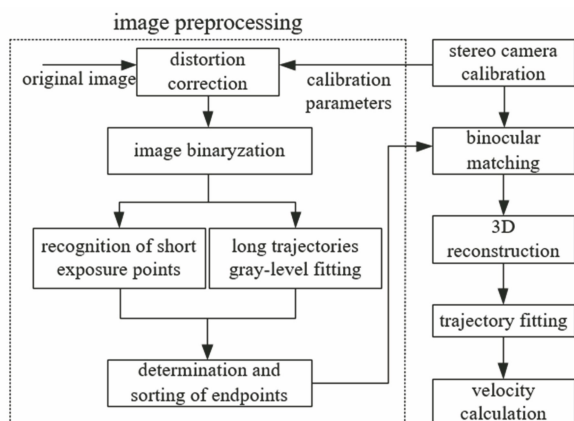 image preprocessing
original image
distortion
correction
calibration
parameters
stereo camera
calibration
image binaryzation
binocular
matching
recognition of short
exposure points
long trajectories
gray-level fitting
3D
reconstruction
determination and
sorting of endpoints
trajectory fitting
velocity
calculation